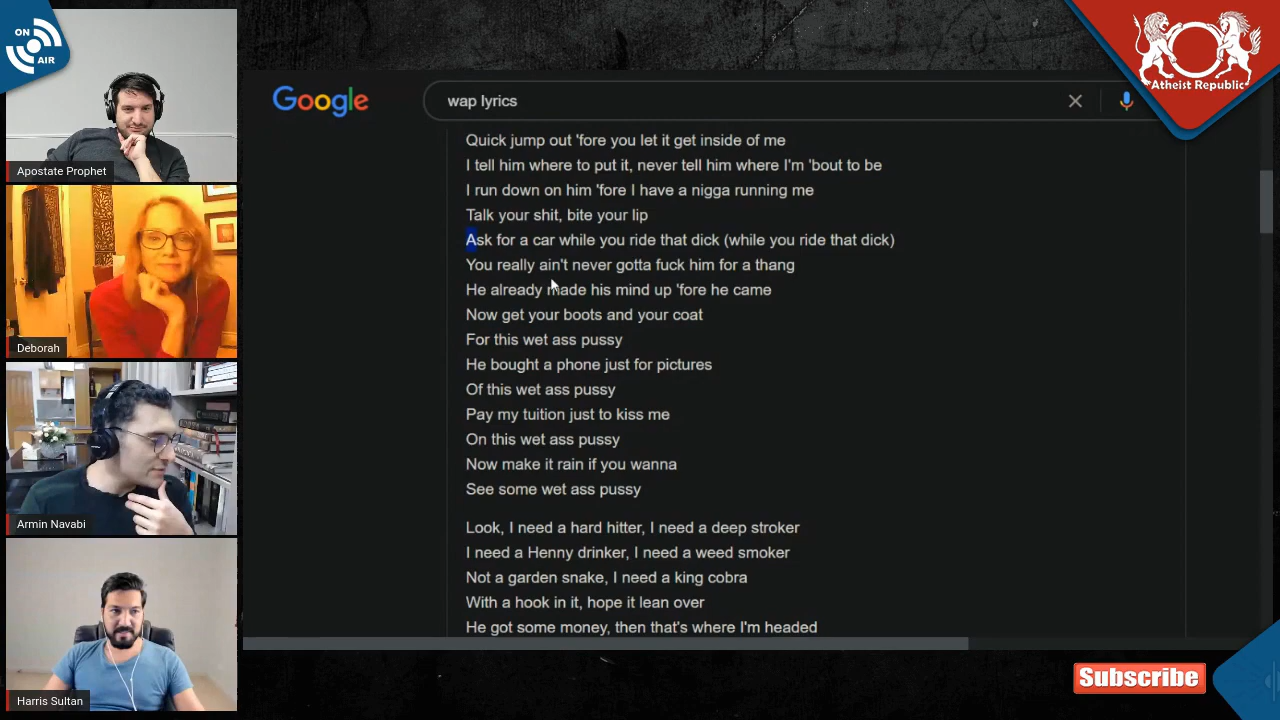 ON
AIR
Atheist Republic
Google
wap lyrics
Quick jump out 'fore you let it get inside of me
I tell him where to put it, never tell him where I'm 'bout to be
I run down on him 'fore I have a nigga running me
Talk your shit, bite your lip
Ask for a car while you ride that dick (while you ride that dick)
You really ain't never gotta fuck him for a thang
He already made his mind up 'fore he came
Now get your boots and your coat
For this wet ass pussy
He bought a phone just for pictures
Of this wet ass pussy
Pay my tuition just to kiss me
On this wet ass pussy
Now make it rain if you wanna
See some wet ass pussy
Look, I need a hard hitter, I need a deep stroker
I need a Henny drinker, I need a weed smoker
Not a garden snake, I need a king cobra
With a hook in it, hope it lean over
He got some money, then that's where I'm headed
Apostate Prophet
Deborah
Armin Navabi
Harris Sultan
Subscribe